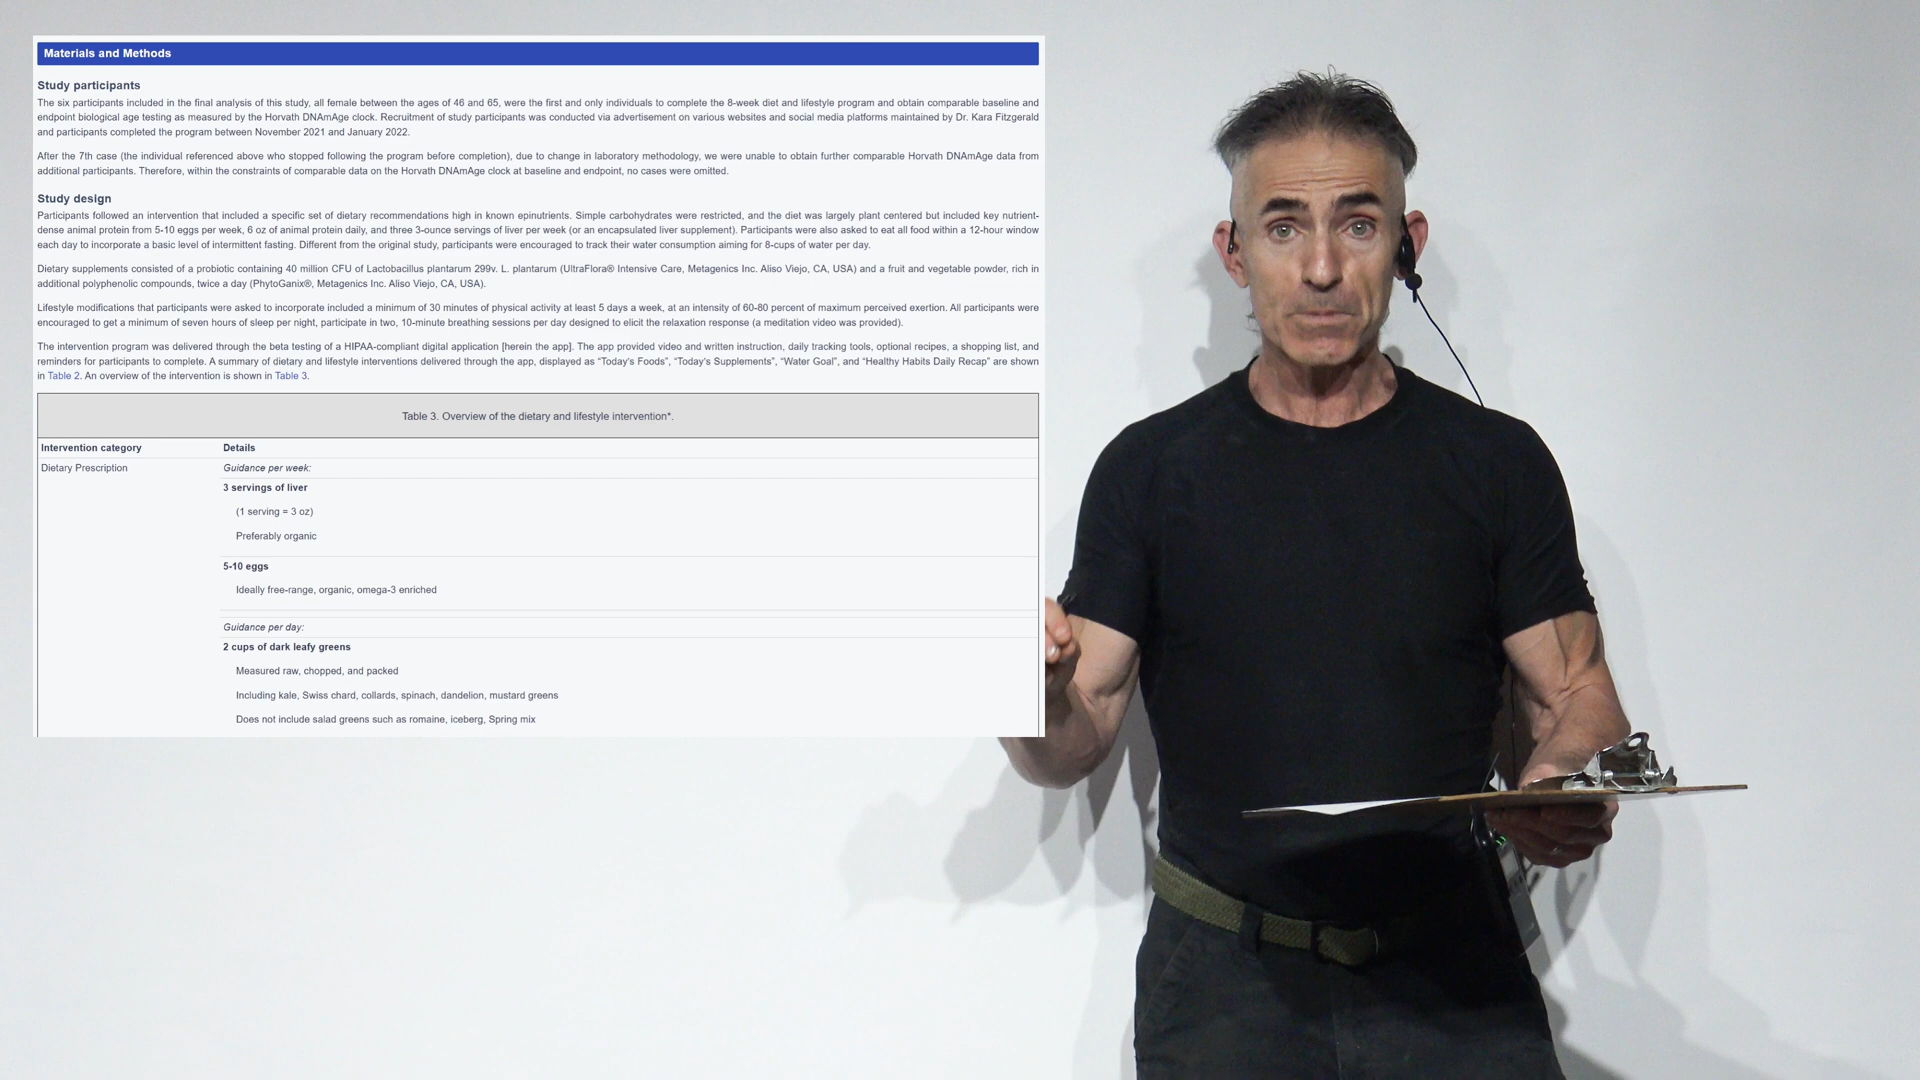 Materials and Methods
Study participants
The six participants included in the final analysis of this study, all female between the ages of 46 and 65, were the first and only individuals to complete the 8-week diet and lifestyle program and obtain comparable baseline and
endpoint biological age testing as measured by the Horvath DNAmAge clock. Recruitment of study participants was conducted via advertisement on various websites and social media platforms maintained by Dr. Kara Fitzgerald
and participants completed the program between November 2021 and January 2022.
After the 7th case (the individual referenced above who stopped following the program before completion), due to change in laboratory methodology, we were unable to obtain further comparable Horvath DNAmAge data from
additional participants. Therefore, within the constraints of comparable data on the Horvath DNAmAge clock at baseline and endpoint, no cases were omitted.
Study design
Participants followed an intervention that included a specific set of dietary recommendations high in known epinutrients. Simple carbohydrates were restricted, and the diet was largely plant centered but included key nutrient-
dense animal protein from 5-10 eggs per week, 6 oz of animal protein daily, and three 3-ounce servings of liver per week (or an encapsulated liver supplement). Participants were also asked to eat all food within a 12-hour window
each day to incorporate a basic level of intermittent fasting. Different from the original study, participants were encouraged to track their water consumption aiming for 8-cups of water per day.
Dietary supplements consisted of a probiotic containing 40 million CFU of Lactobacillus plantarum 299v. L. plantarum (UltraFlora® Intensive Care, Metagenics Inc. Aliso Viejo, CA, USA) and a fruit and vegetable powder, rich in
additional polyphenolic compounds, twice a day (PhytoGanix®, Metagenics Inc. Aliso Viejo, CA, USA).
Lifestyle modifications that participants were asked to incorporate included a minimum of 30 minutes of physical activity at least 5 days a week, at an intensity of 60-80 percent of maximum perceived exertion. All participants were
encouraged to get a minimum of seven hours of sleep per night, participate in two, 10-minute breathing sessions per day designed to elicit the relaxation response (a meditation video was provided).
The intervention program was delivered through the beta testing of a HIPAA-compliant digital application [herein the app]. The app provided video and written instruction, daily tracking tools, optional recipes, a shopping list, and
reminders for participants to complete. A summary of dietary and lifestyle interventions delivered through the app, displayed as “Today's Foods”, “Today's Supplements”, “Water Goal”, and “Healthy Habits Daily Recap” are shown
in Table 2. An overview of the intervention is shown in Table 3.
Table 3. Overview of the dietary and lifestyle intervention*.
Intervention category Details
Dietary Prescription Guidance per week:
3 servings of liver
(1 serving = 3 oz)
Preferably organic
5-10 eggs
Ideally free-range, organic, omega-3 enriched
Guidance per day:
2 cups of dark leafy greens
Measured raw, chopped, and packed
Including kale, Swiss chard, collards, spinach, dandelion, mustard greens
Does not include salad greens such as romaine, iceberg, Spring mix